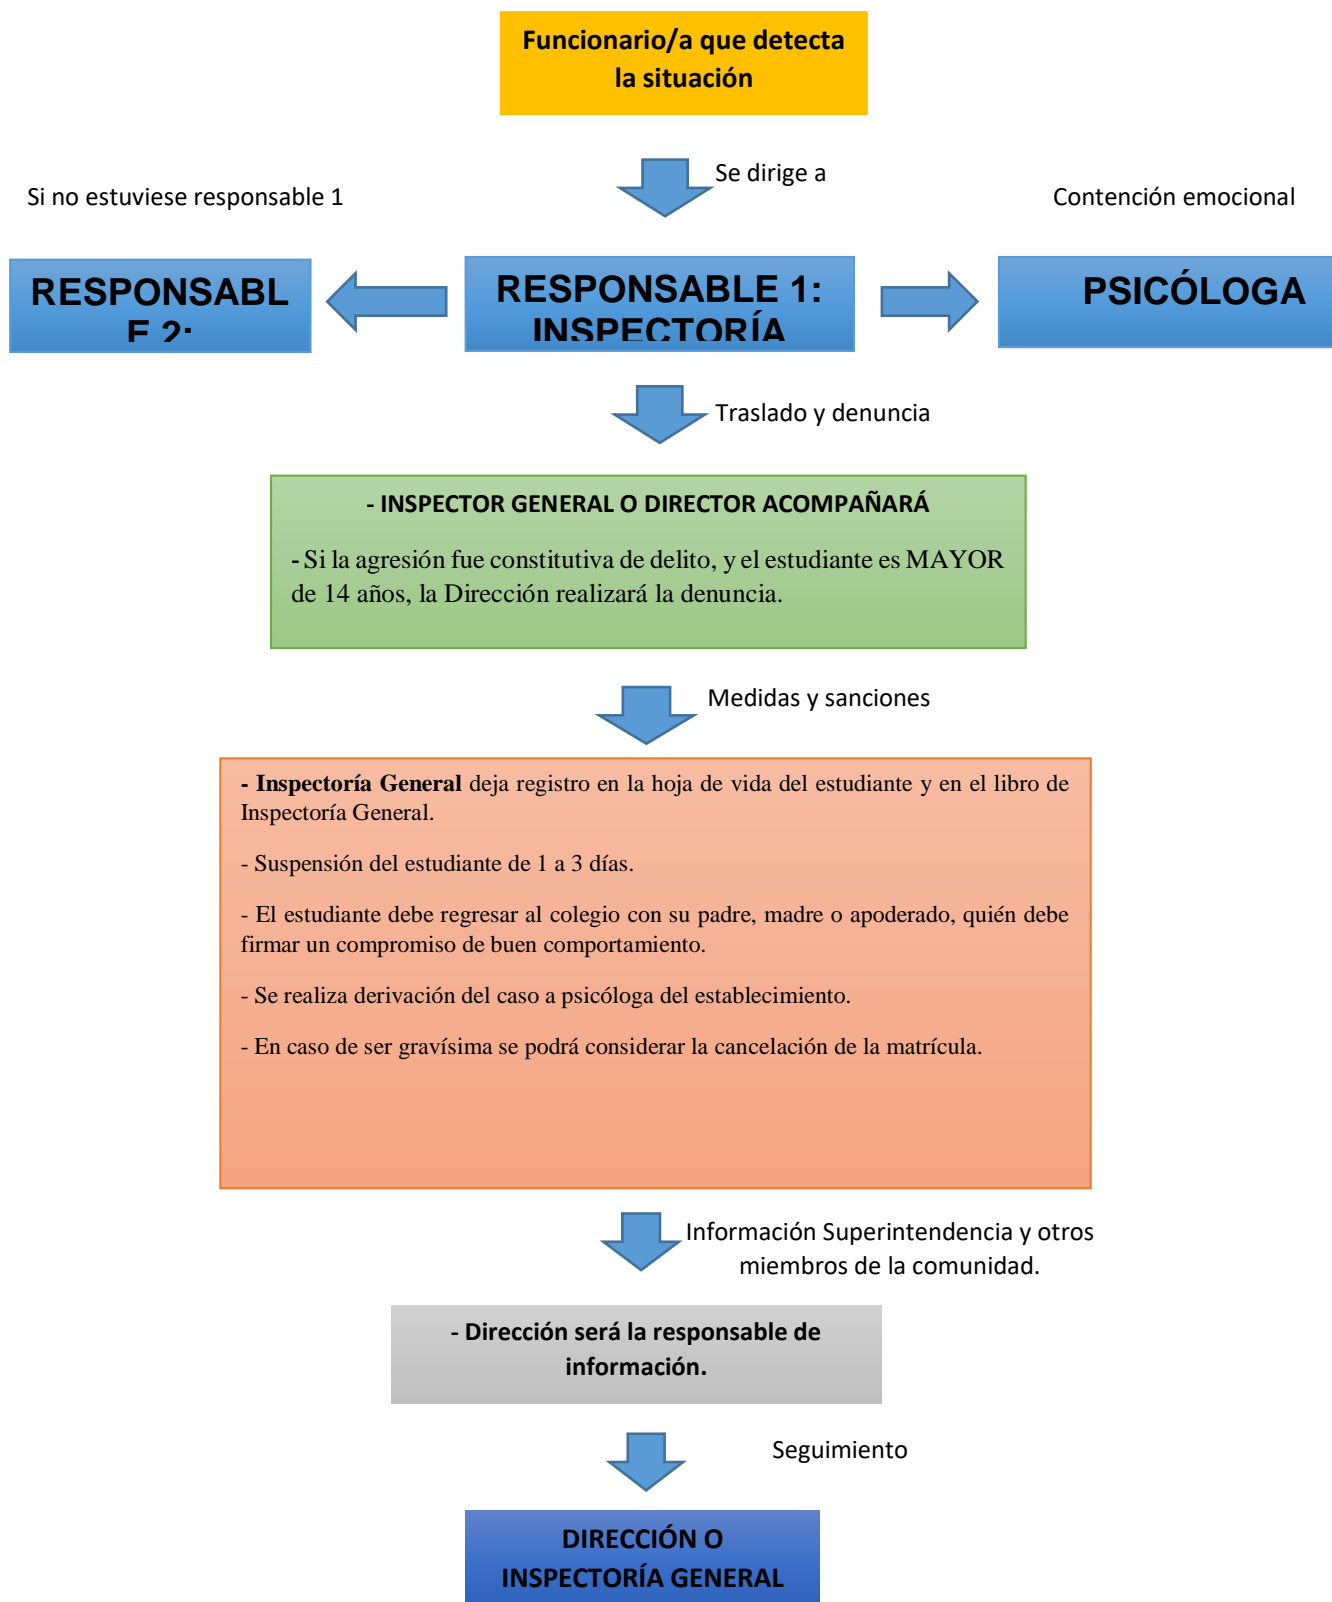 Funcionario/a que detecta
la situación
Se dirige a
Si no estuviese responsable 1
Contención emocional
RESPONSABL
E 2:
RESPONSABLE 1:
INSPECTORÍA
PSICÓLOGA
Traslado y denuncia
- INSPECTOR GENERAL O DIRECTOR ACOMPAÑARÁ
- Si la agresión fue constitutiva de delito, y el estudiante es MAYOR
de 14 años, la Dirección realizará la denuncia.
Medidas y sanciones
- Inspectoría General deja registro en la hoja de vida del estudiante y en el libro de
Inspectoría General.
- Suspensión del estudiante de 1 a 3 días.
- El estudiante debe regresar al colegio con su padre, madre o apoderado, quién debe
firmar un compromiso de buen comportamiento.
- Se realiza derivación del caso a psicóloga del establecimiento.
- En caso de ser gravísima se podrá considerar la cancelación de la matrícula.
Información Superintendencia y otros
miembros de la comunidad.
- Dirección será la responsable de
información.
Seguimiento
DIRECCIÓN O
INSPECTORÍA GENERAL